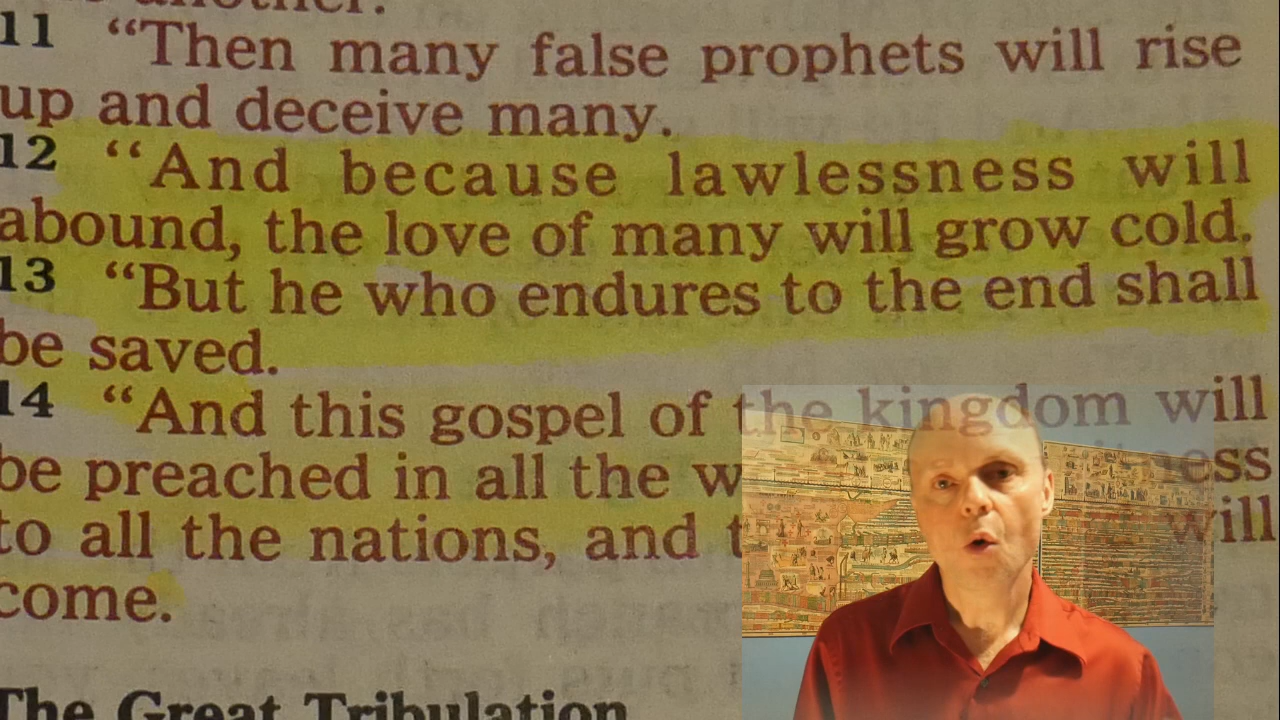 another.
11 “Then many false prophets will rise
up and deceive many.
12 “And because lawlessness will
abound, the love of many will grow cold.
13 “But he who endures to the end shall
be saved.
14 “And this gospel of the kingdom will
be preached in all the
to all the nations, and will
come.
The Great Tribulation